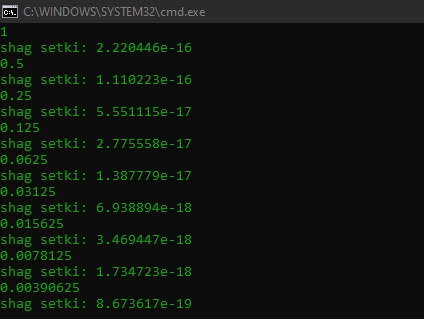 C:\WINDOWS\SYSTEM32\cmd.exe
1
shag setki: 2.220446e-16
0.5
shag setki: 1.110223e-16
0.25
shag setki: 5.551115e-17
0.125
shag setki: 2.775558e-17
0.0625
shag setki: 1.387779e-17
0.03125
shag setki: 6.938894e-18
0.015625
shag setki: 3.469447e-18
0.0078125
shag setki: 1.734723e-18
0.00390625
shag setki: 8.673617e-19